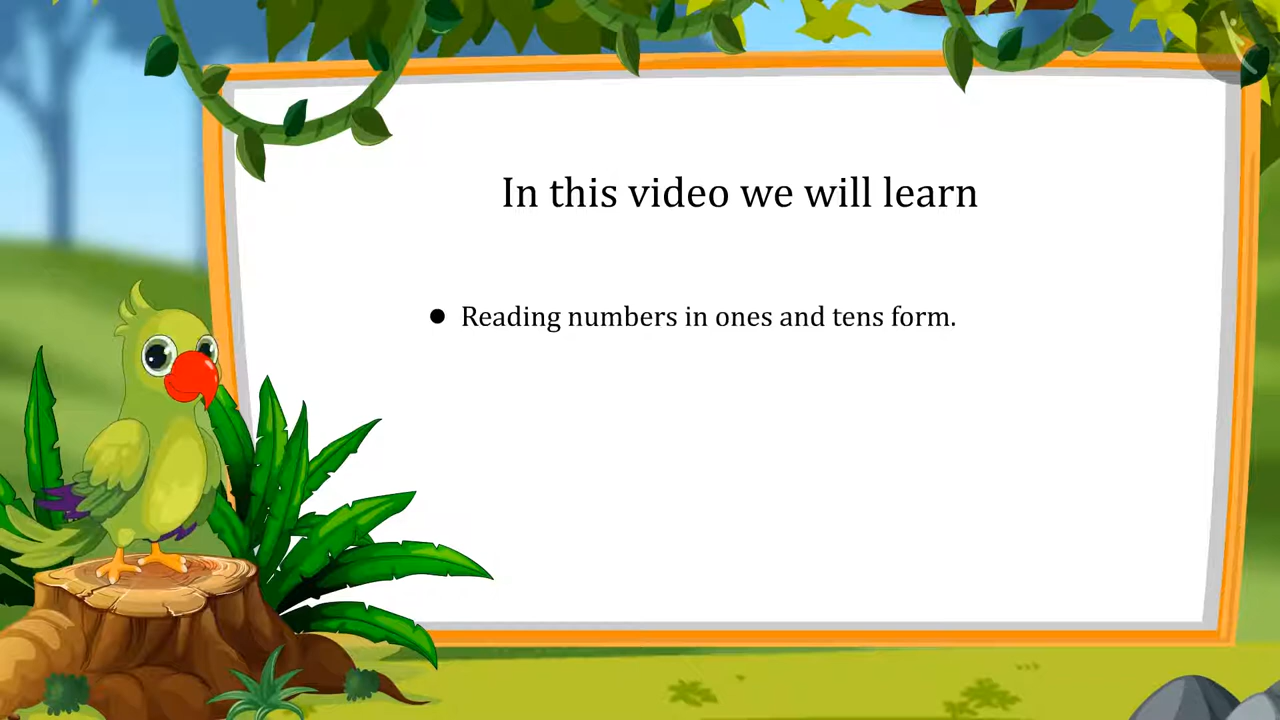 In this video we will learn
● Reading numbers in ones and tens form.